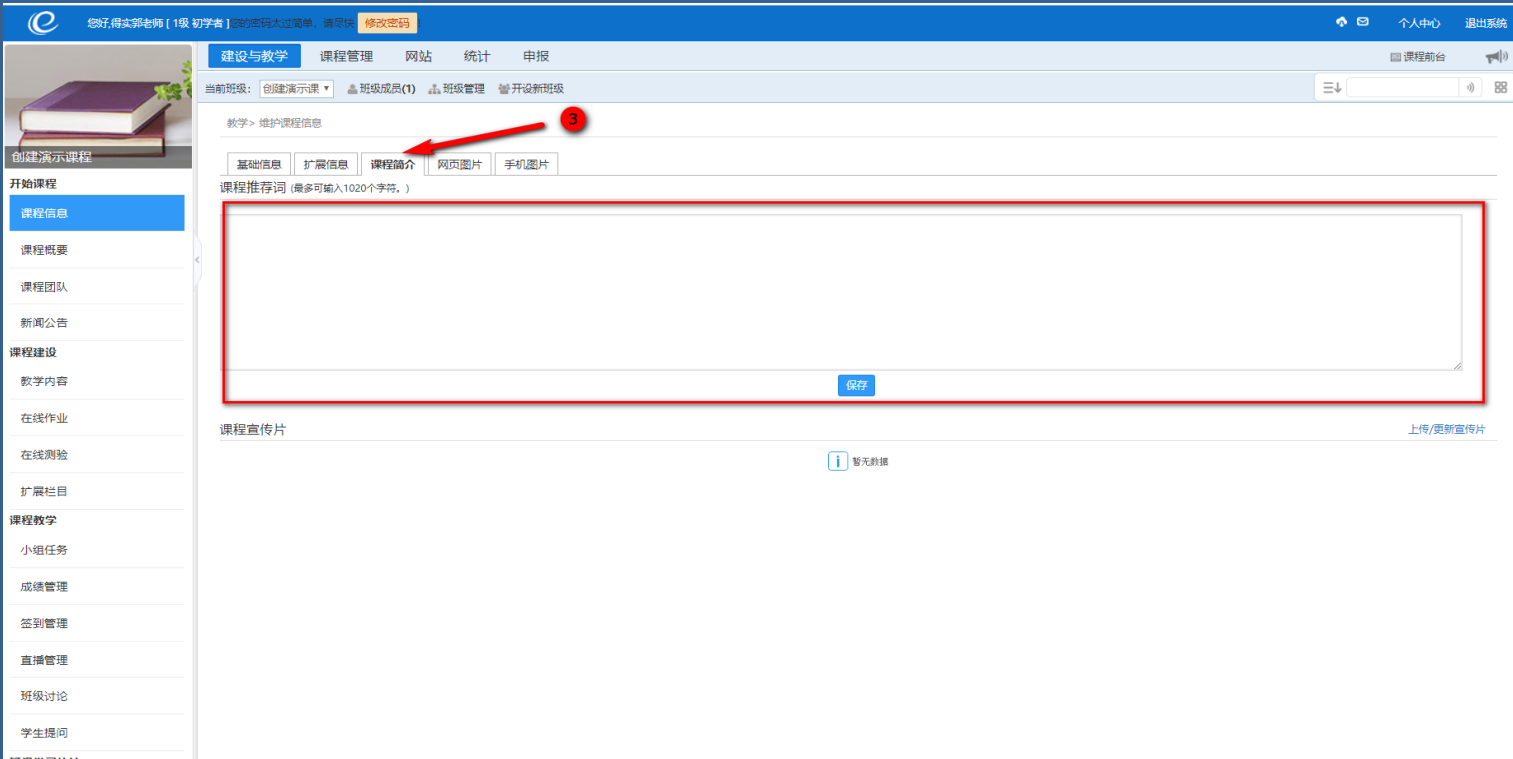 您好,得实郭老师 [ 1级 初学者 ]您的密码太过简单、请尽快 修改密码 !
个人中心 退出系统
建设与教学 课程管理 网站 统计 申报 课程前台
当前班级： 创建演示课 班级成员(1) 班级管理 开设新班级
创建演示课程
教学> 维护课程信息
3
基础信息 扩展信息 课程简介 网页图片 手机图片
课程推荐词 (最多可输入1020个字符。)
保存
课程宣传片 上传/更新宣传片
i 暂无数据
开始课程
课程信息
课程概要
课程团队
新闻公告
课程建设
教学内容
在线作业
在线测验
扩展栏目
课程教学
小组任务
成绩管理
签到管理
直播管理
班级讨论
学生提问